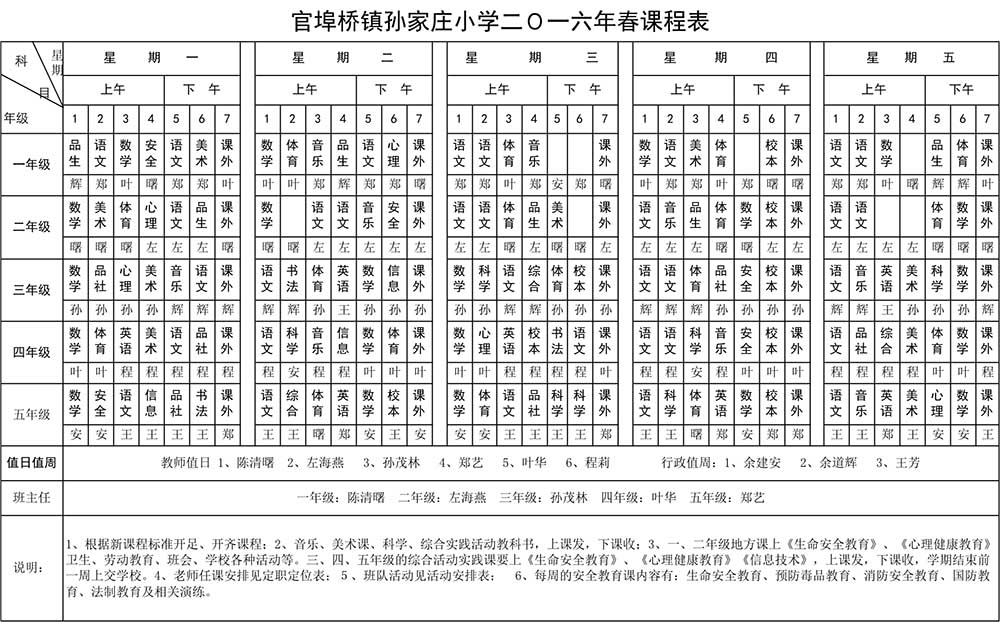 官埠桥镇孙家庄小学二O一六年春课程表
科目 星期 年级 星期一 星期二 星期三 星期四 星期五
上午 下午 上午 下午 上午 下午 上午 下午 上午 下午
1 2 3 4 5 6 7 1 2 3 4 5 6 7 1 2 3 4 5 6 7 1 2 3 4 5 6 7 1 2 3 4 5 6 7
一年级 品生 语文 数学 安全 语文 美术 课外 数学 体育 音乐 品生 语文 心理 课外 语文 语文 体育 音乐 课外 数学 语文 美术 体育 校本 课外 语文 语文 数学 品生 体育 课外
辉 郑 叶 曙 郑 郑 叶 叶 叶 郑 辉 郑 郑 曙 郑 郑 叶 郑 安 郑 曙 叶 郑 郑 叶 郑 曙 曙 郑 郑 叶 曙 辉 辉 叶
二年级 数学 美术 体育 心理 语文 品生 课外 数学 语文 语文 音乐 安全 课外 语文 语文 体育 品生 美术 课外 语文 音乐 品生 体育 数学 校本 课外 语文 语文 体育 数学 课外
曙 曙 曙 左 左 左 曙 曙 曙 左 左 左 左 左 左 左 曙 左 曙 曙 左 左 左 左 曙 曙 左 左 左 左 左 左 曙 曙 曙
三年级 数学 品社 心理 美术 音乐 语文 课外 语文 书法 体育 英语 数学 信息 课外 数学 科学 语文 综合 体育 校本 课外 语文 语文 体育 品社 安全 校本 课外 语文 音乐 英语 美术 科学 数学 课外
孙 孙 孙 孙 辉 辉 辉 辉 辉 孙 王 孙 孙 孙 孙 孙 辉 辉 孙 孙 孙 辉 辉 孙 孙 孙 孙 辉 辉 辉 王 孙 孙 孙 辉
四年级 数学 体育 英语 美术 语文 品社 课外 语文 科学 音乐 信息 数学 体育 课外 数学 心理 英语 校本 书法 语文 课外 语文 语文 科学 音乐 安全 校本 课外 语文 品社 综合 美术 体育 数学 课外
叶 叶 程 程 程 程 程 程 安 程 程 叶 叶 叶 叶 叶 程 程 程 程 叶 程 程 安 程 叶 叶 叶 程 程 程 程 叶 叶 程
五年级 数学 安全 语文 信息 品社 书法 课外 语文 综合 体育 英语 数学 校本 课外 数学 体育 语文 品社 科学 科学 课外 语文 科学 体育 英语 数学 校本 课外 语文 音乐 英语 美术 心理 数学 课外
安 安 王 王 王 王 郑 王 王 曙 郑 安 王 安 安 安 王 王 王 王 郑 王 王 曙 郑 安 郑 郑 王 王 郑 王 安 安 王
值日值周 教师值日 1、陈清曙 2、左海燕 3、孙茂林 4、郑艺 5、叶华 6、程莉 行政值周：1、余建安 2、余道辉 3、王芳
班主任 一年级：陈清曙 二年级：左海燕 三年级：孙茂林 四年级：叶华 五年级：郑艺
说明： 1、根据新课程标准开足、开齐课程；2、音乐、美术课、科学、综合实践活动教科书，上课发，下课收；3、一、二年级地方课上《生命安全教育》、《心理健康教育》
卫生、劳动教育、班会、学校各种活动等。三、四、五年级的综合活动实践课要上《生命安全教育》、《心理健康教育》《信息技术》，上课发，下课收，学期结束前
一周上交学校。4、老师任课安排见定职定位表； 5、班队活动见活动安排表； 6、每周的安全教育课内容有：生命安全教育、预防毒品教育、消防安全教育、国防教
育、法制教育及相关演练。